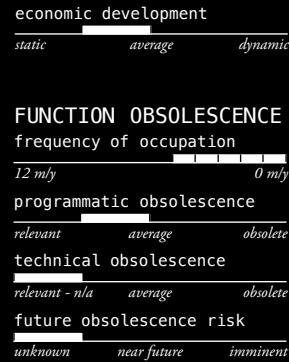 economic development
static average dynamic
FUNCTION OBSOLESCENCE
frequency of occupation
12 m/y 0 m/y
programmatic obsolescence
relevant average obsolete
technical obsolescence
relevant - n/a average obsolete
future obsolescence risk
unknown near future imminent